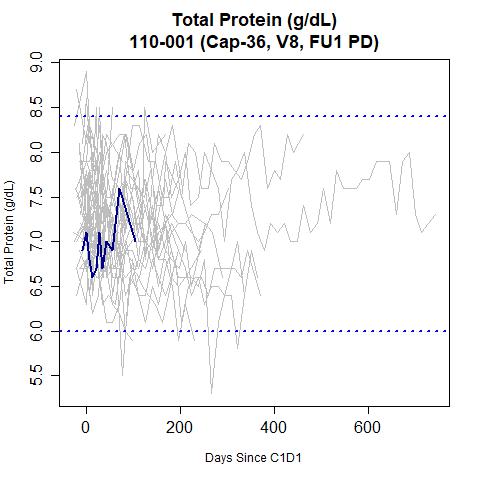 Total Protein (g/dL)
110-001 (Cap-36, V8, FU1 PD)
Total Protein (g/dL)
9.0
8.5
8.0
7.5
7.0
6.5
6.0
5.5
0 200 400 600
Days Since C1D1